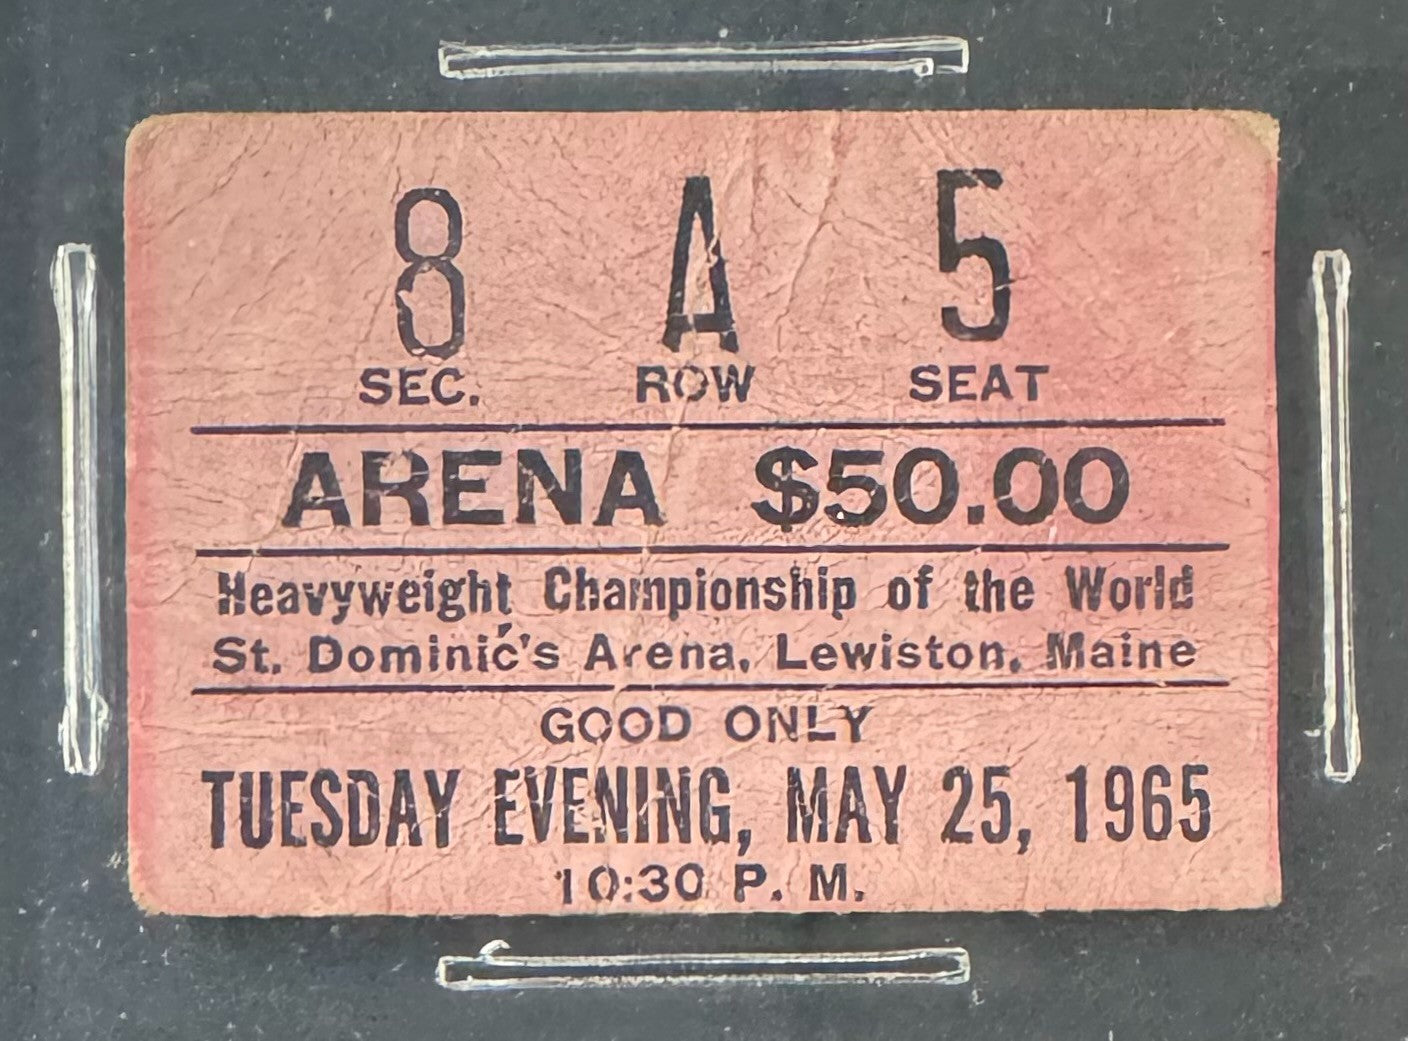 8 A 5
SEC. ROW SEAT
ARENA $50.00
Heavyweight Championship of the World
St. Dominic's Arena, Lewiston, Maine
GOOD ONLY
TUESDAY EVENING, MAY 25, 1965
10:30 P. M.